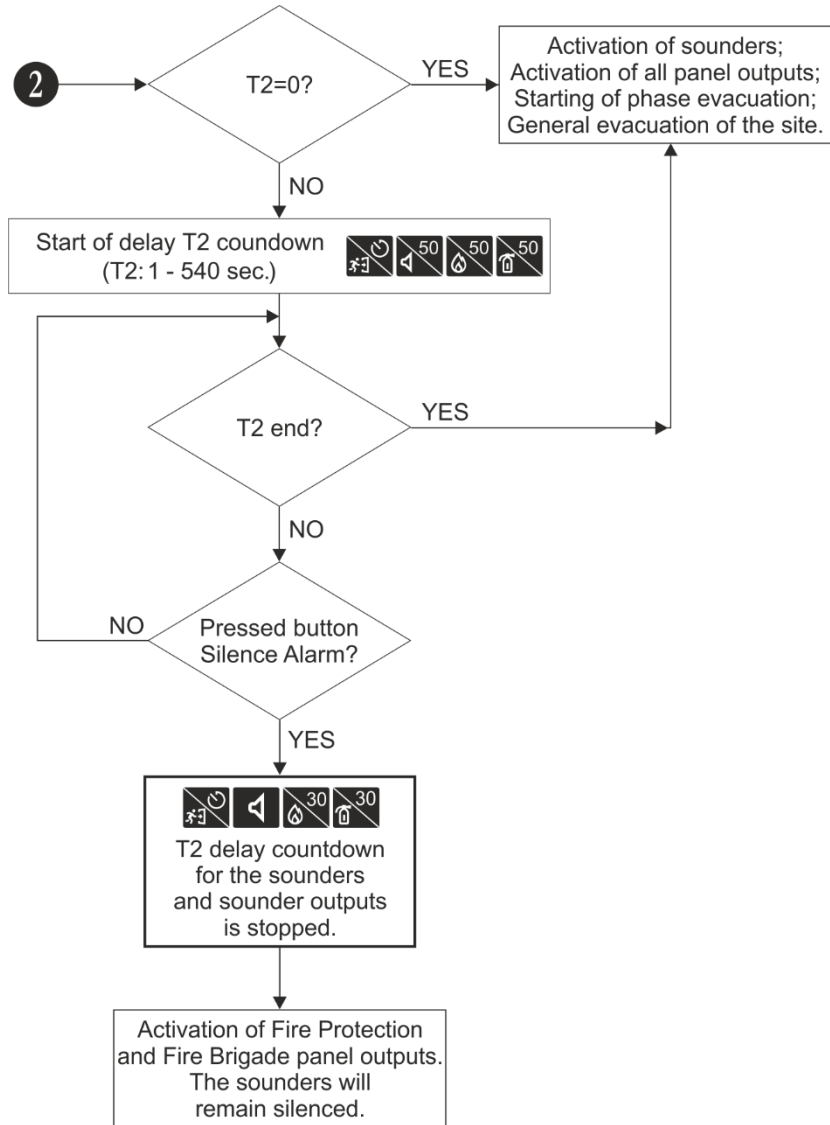 2
T2=0?
YES
Activation of sounders;
Activation of all panel outputs;
Starting of phase evacuation;
General evacuation of the site.
NO
Start of delay T2 coundown
(T2: 1 - 540 sec.)
50
50
50
T2 end?
YES
NO
NO
Pressed button
Silence Alarm?
YES
30
30
T2 delay countdown
for the sounders
and sounder outputs
is stopped.
Activation of Fire Protection
and Fire Brigade panel outputs.
The sounders will
remain silenced.